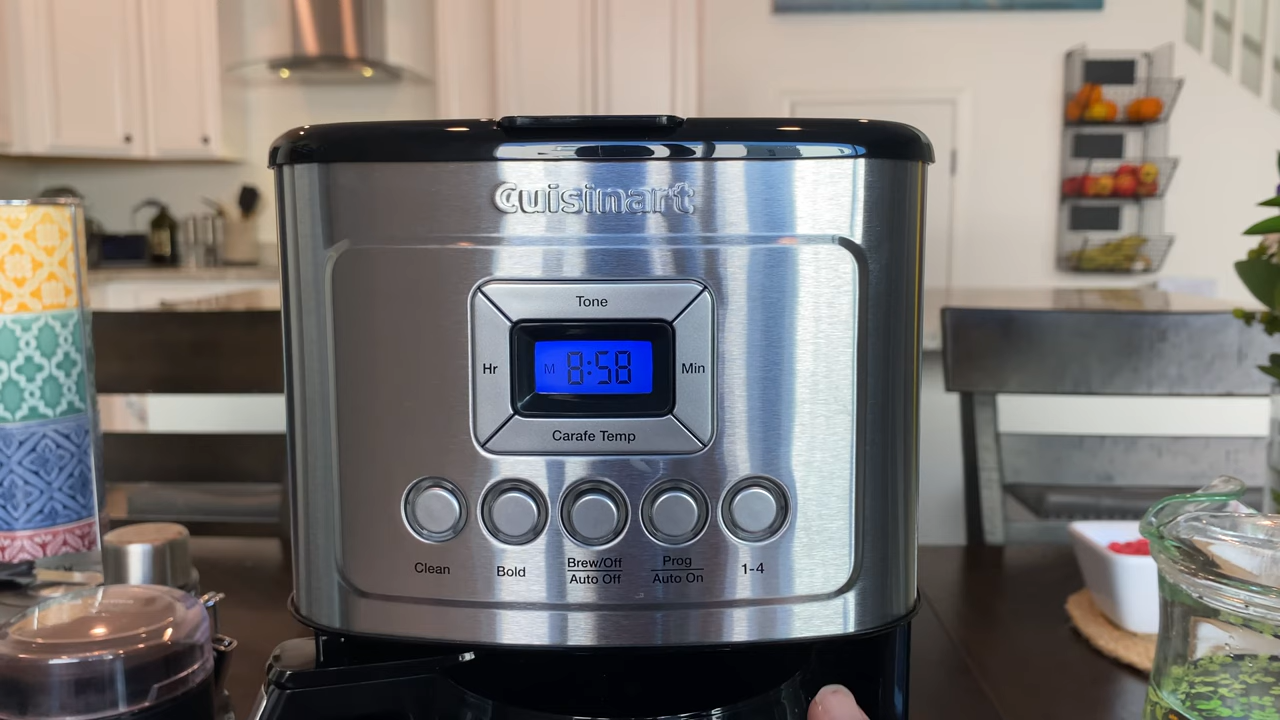 Cuisinart
Tone
Hr
M 8:58
Min
Carafe Temp
Clean
Bold
Brew/Off
Auto Off
Prog
Auto On
1-4